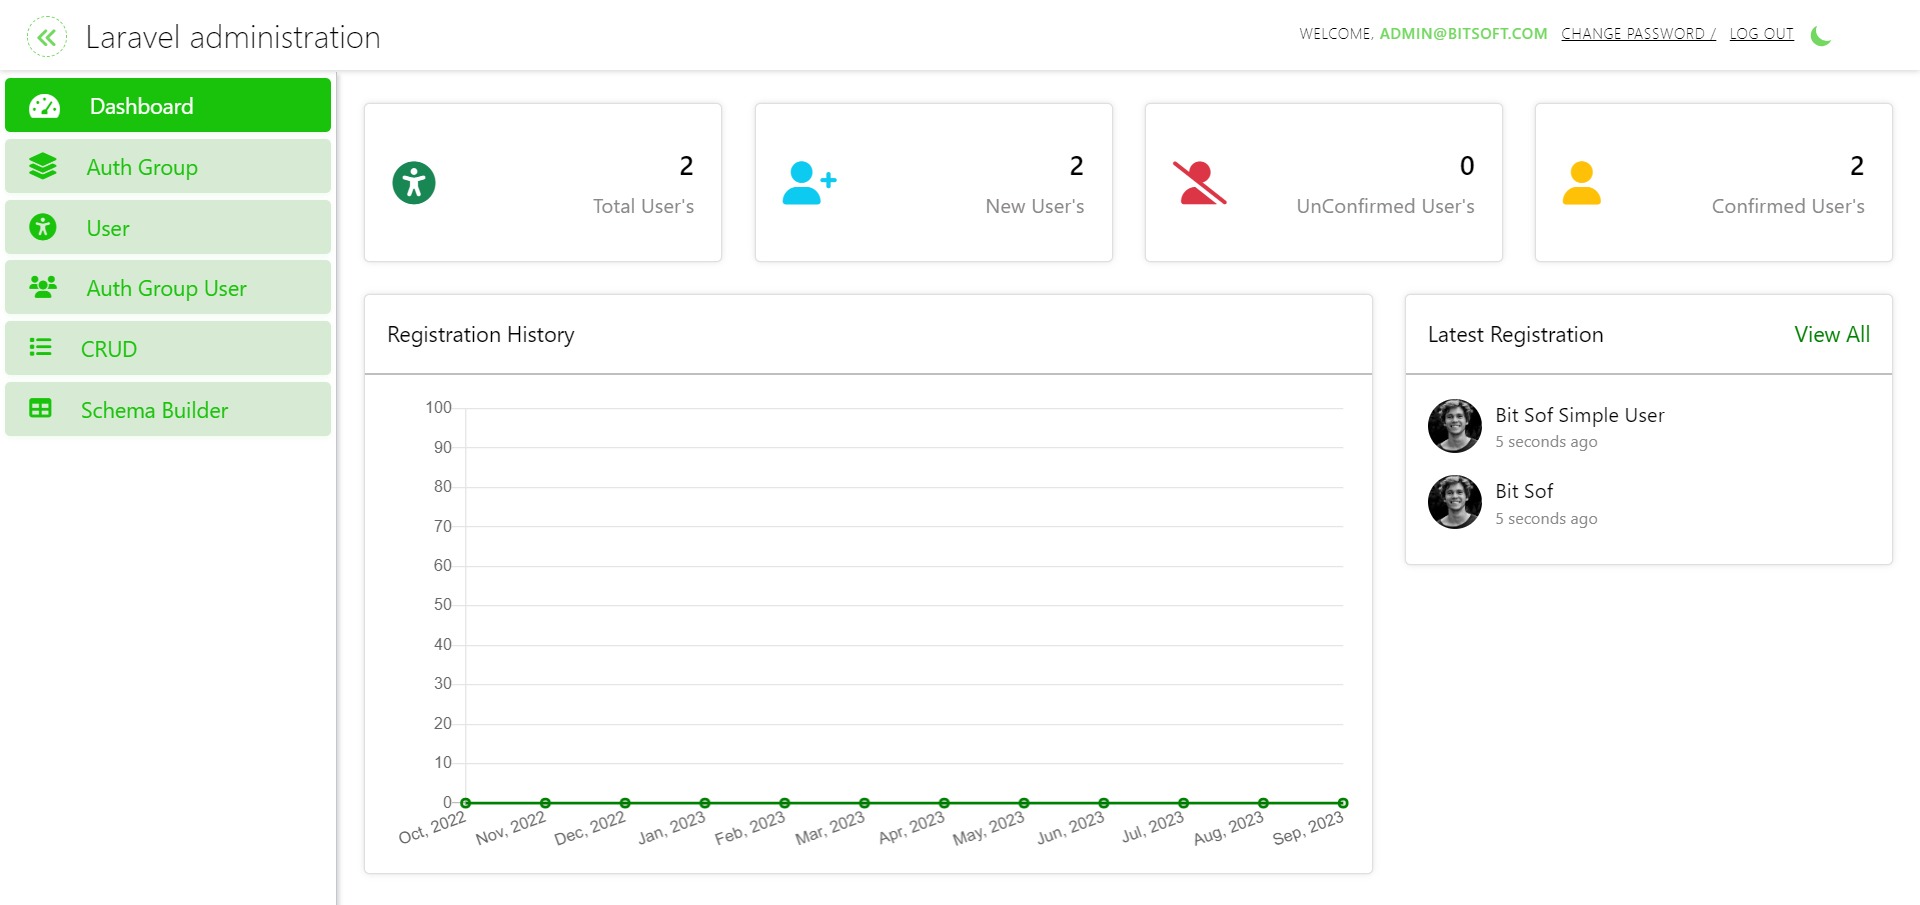 Laravel administration
WELCOME, ADMIN@BITSOFT.COM CHANGE PASSWORD / LOG OUT
Dashboard
Auth Group
User
Auth Group User
CRUD
Schema Builder
2
Total User's
2
New User's
0
UnConfirmed User's
2
Confirmed User's
Registration History
100
90
80
70
60
50
40
30
20
10
0
Oct, 2022 Nov, 2022 Dec, 2022 Jan, 2023 Feb, 2023 Mar, 2023 Apr, 2023 May, 2023 Jun, 2023 Jul, 2023 Aug, 2023 Sep, 2023
Latest Registration View All
Bit Sof Simple User
5 seconds ago
Bit Sof
5 seconds ago